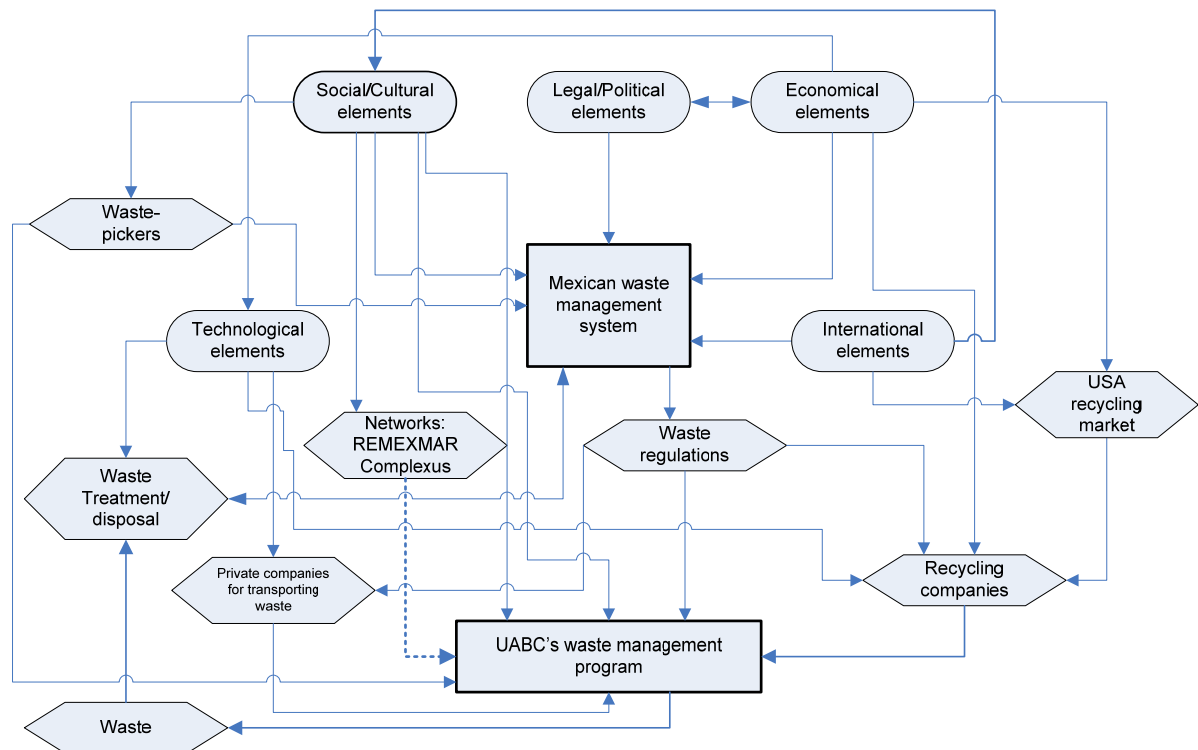 Social/Cultural
elements
Legal/Political
elements
Economical
elements
Waste-
pickers
Mexican waste
management
system
Technological
elements
International
elements
USA
recycling
market
Networks:
REMEXMAR
Complexus
Waste
regulations
Waste
Treatment/
disposal
Private companies
for transporting
waste
Recycling
companies
UABC's waste management
program
Waste